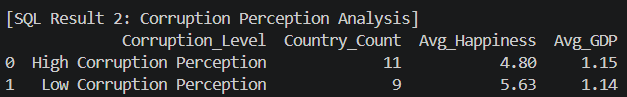 [SQL Result 2: Corruption Perception Analysis]
Corruption_Level Country_Count Avg_Happiness Avg_GDP
0 High Corruption Perception 11 4.80 1.15
1 Low Corruption Perception 9 5.63 1.14